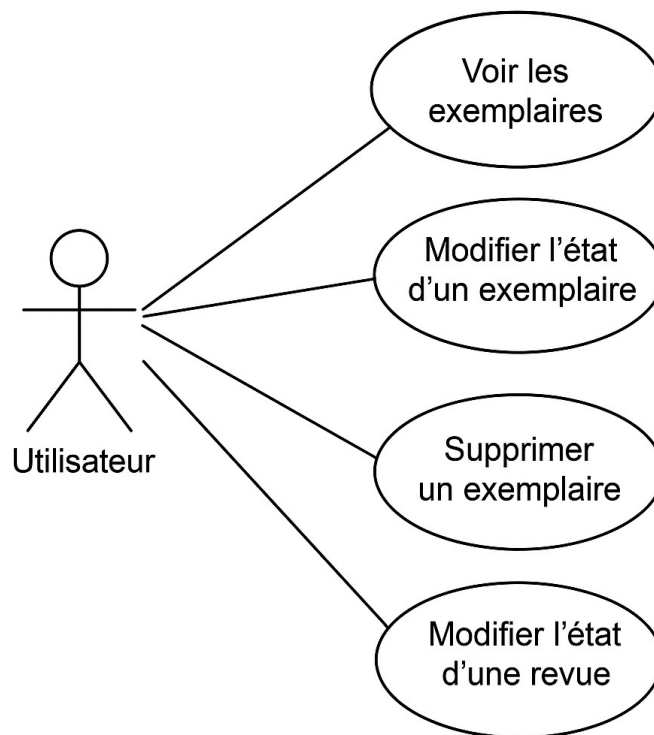 Voir les
exemplaires
Modifier l’état
d’un exemplaire
Utilisateur
Supprimer
un exemplaire
Modifier l’état
d’une revue